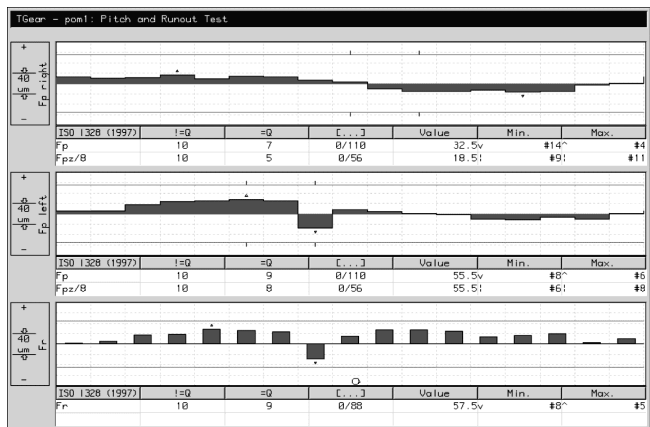 TGear - pom1: Pitch and Runout Test
+
40
um
-
Fp right
ISO 1328 (1997) !=Q =Q [...] Value Min. Max.
Fp 10 7 0/110 32.5v #14^ #4
Fpz/8 10 5 0/56 18.5¦ #9¦ #11
+
40
um
-
Fp left
ISO 1328 (1997) !=Q =Q [...] Value Min. Max.
Fp 10 9 0/110 55.5v #8^ #6
Fpz/8 10 8 0/56 55.5¦ #6¦ #8
+
40
um
-
Fr
ISO 1328 (1997) !=Q =Q [...] Value Min. Max.
Fr 10 9 0/88 57.5v #8^ #5